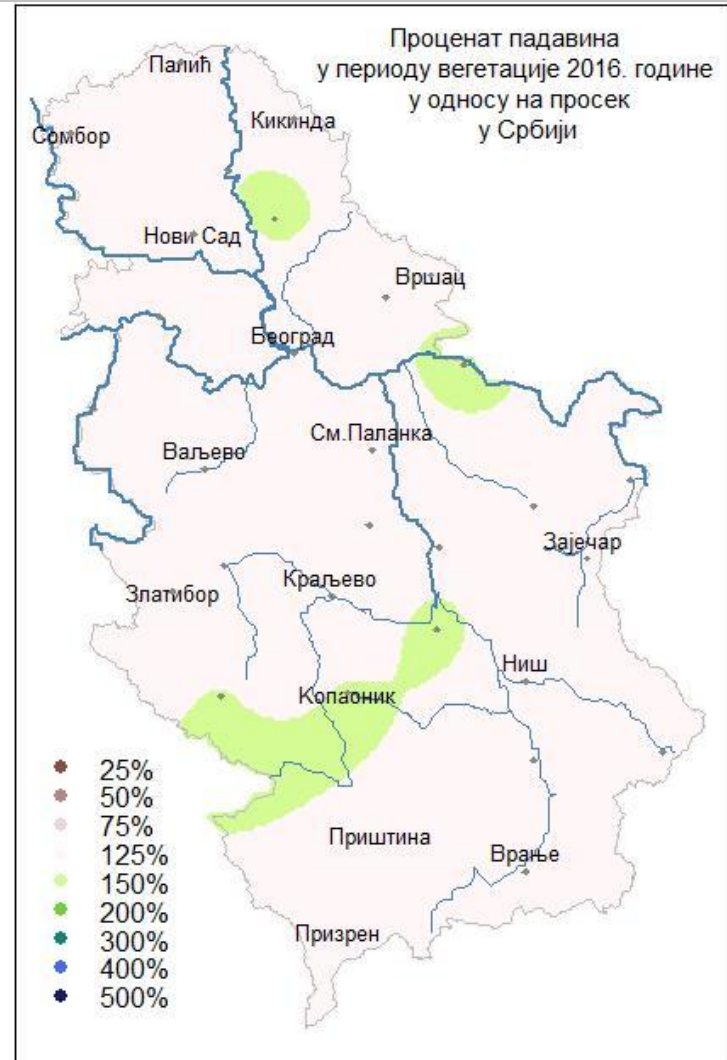 Проценат падавина
у периоду вегетације 2016. године
у односу на просек
у Србији
Палић
Кикинда
Сомбор
Нови Сад
Вршац
Београд
См.Паланка
Ваљево
Зајечар
Златибор
Краљево
Ниш
Копаоник
Приштина
Врање
Призрен
25%
50%
75%
125%
150%
200%
300%
400%
500%